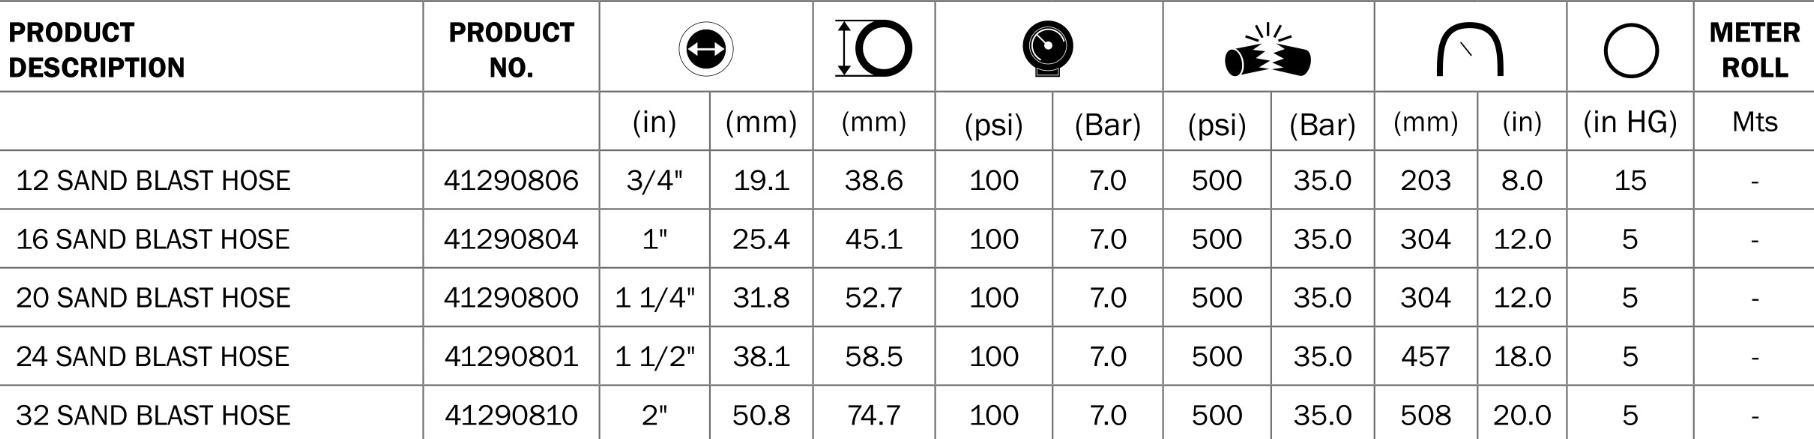 PRODUCT DESCRIPTION PRODUCT NO. METER ROLL
(in) (mm) (mm) (psi) (Bar) (psi) (Bar) (mm) (in) (in HG) Mts
12 SAND BLAST HOSE 41290806 3/4" 19.1 38.6 100 7.0 500 35.0 203 8.0 15 -
16 SAND BLAST HOSE 41290804 1" 25.4 45.1 100 7.0 500 35.0 304 12.0 5 -
20 SAND BLAST HOSE 41290800 1 1/4" 31.8 52.7 100 7.0 500 35.0 304 12.0 5 -
24 SAND BLAST HOSE 41290801 1 1/2" 38.1 58.5 100 7.0 500 35.0 457 18.0 5 -
32 SAND BLAST HOSE 41290810 2" 50.8 74.7 100 7.0 500 35.0 508 20.0 5 -